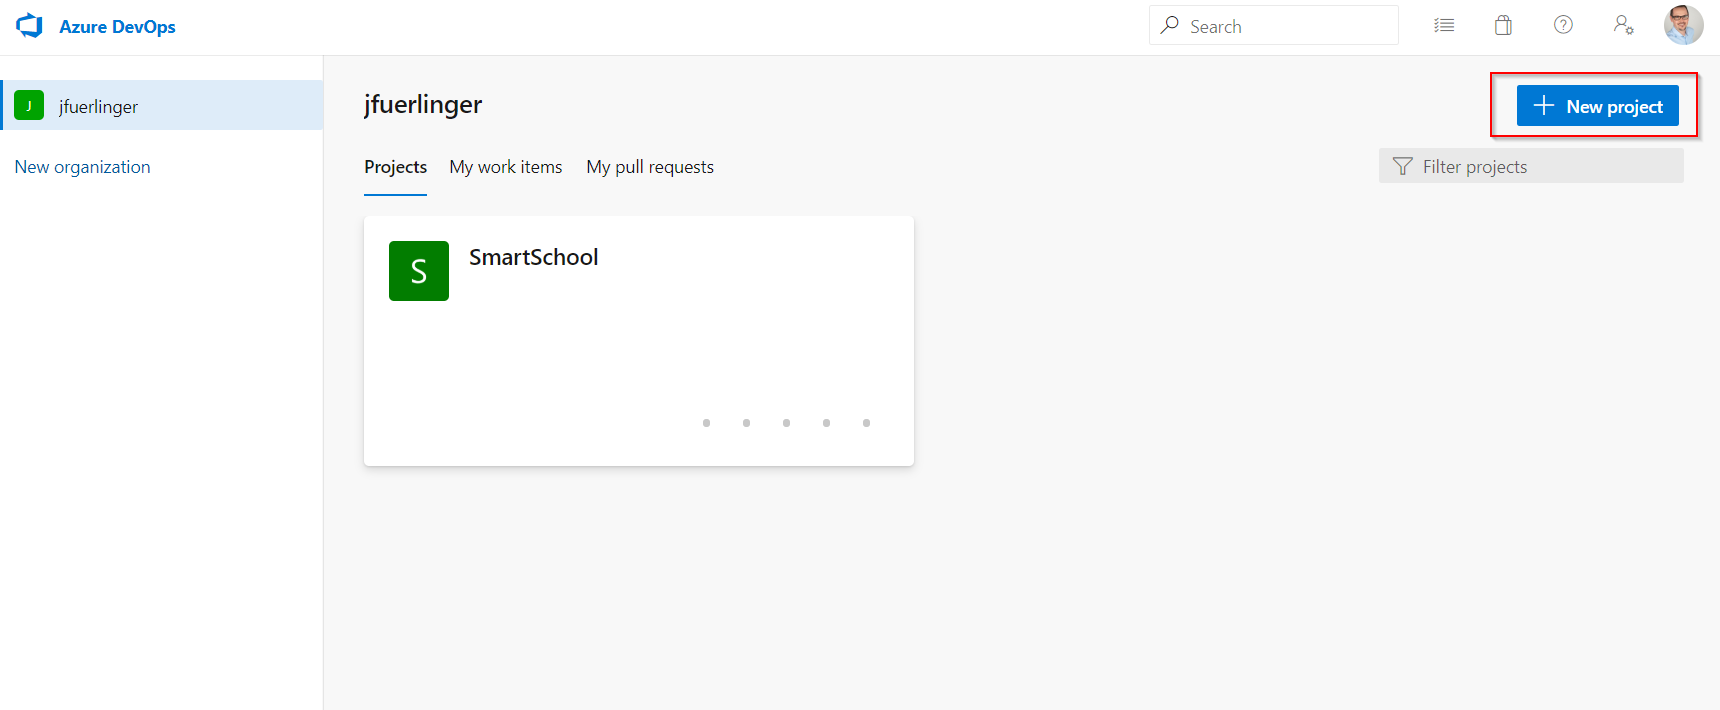 Azure DevOps
Search
J
jfuerlinger
New organization
jfuerlinger
New project
Projects
My work items
My pull requests
Filter projects
S
SmartSchool